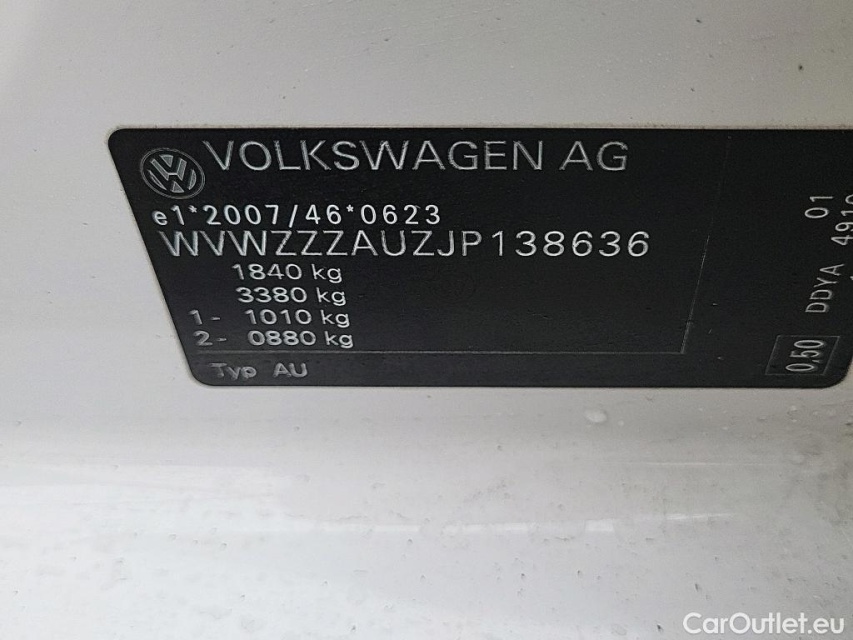 VOLKSWAGEN AG
e1*2007/46*0623
WVWZZZAUZJP138636
1840 kg
3380 kg
1- 1010 kg
2- 0880 kg
Typ AU
01
DDYA 4910
0,50
CarOutlet.eu